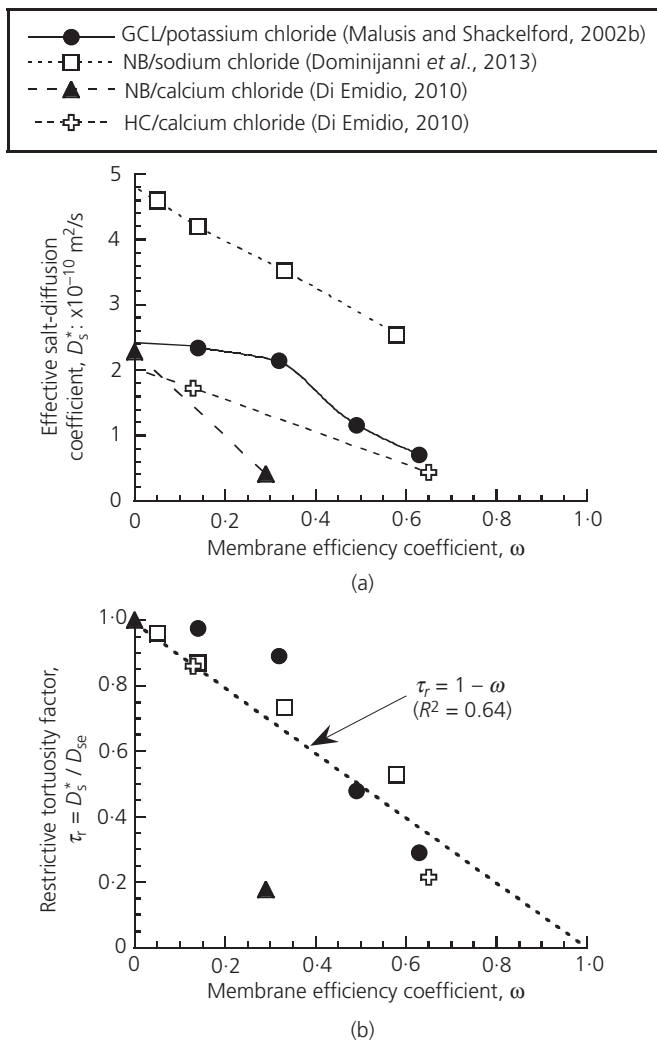 GCL/potassium chloride (Malusis and Shackelford, 2002b)
NB/sodium chloride (Dominijanni et al., 2013)
NB/calcium chloride (Di Emidio, 2010)
HC/calcium chloride (Di Emidio, 2010)
5
4
3
2
1
0
Effective salt-diffusion
coefficient, D*s: x10−10 m2/s
0 0·2 0·4 0·6 0·8 1·0
Membrane efficiency coefficient, ω
(a)
1·0
0·8
0·6
0·4
0·2
0
Restrictive tortuosity factor,
τr = D*s / Dse
τr = 1 − ω
(R2 = 0.64)
0 0·2 0·4 0·6 0·8 1·0
Membrane efficiency coefficient, ω
(b)